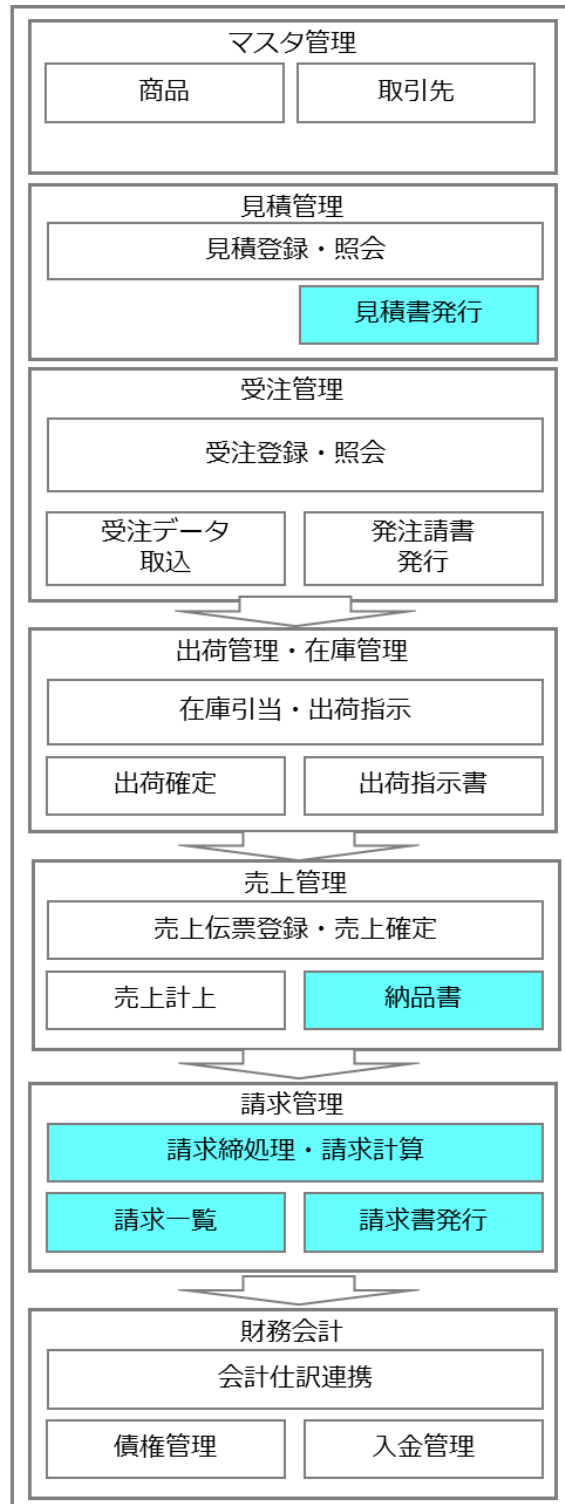 マスタ管理
商品
取引先
見積管理
見積登録・照会
見積書発行
受注管理
受注登録・照会
受注データ
取込
発注請書
発行
出荷管理・在庫管理
在庫引当・出荷指示
出荷確定
出荷指示書
売上管理
売上伝票登録・売上確定
売上計上
納品書
請求管理
請求締処理・請求計算
請求一覧
請求書発行
財務会計
会計仕訳連携
債権管理
入金管理